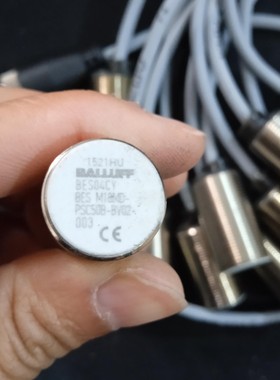 1521HU
BALLUFF
BES04CY
BES M18MD-
PSC50B-BV02-
003
CE